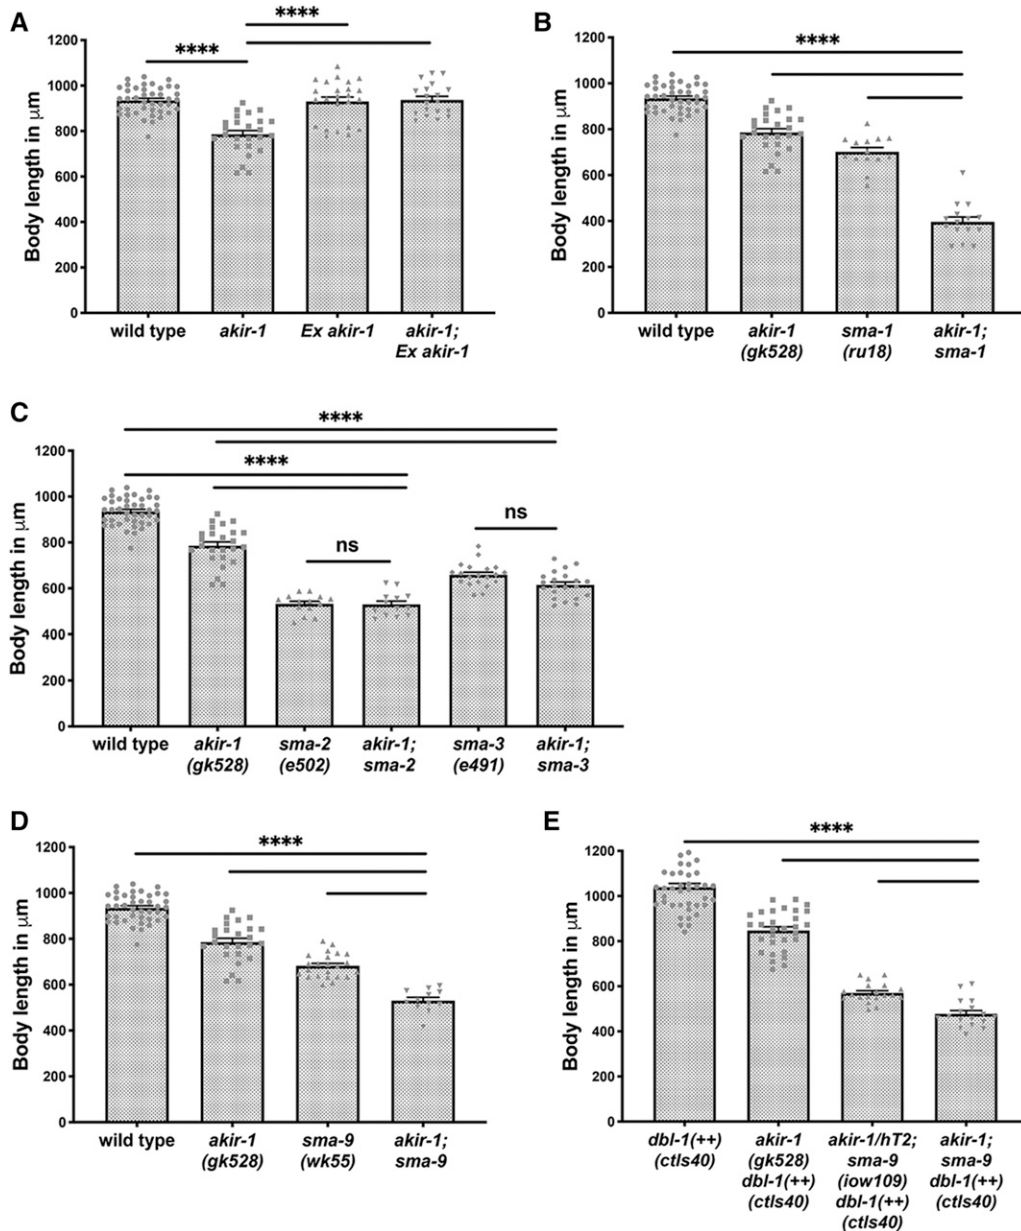 A
****
****
Body length in μm
1200
1000
800
600
400
200
0
wild type
akir-1
Ex akir-1
akir-1;
Ex akir-1
B
****
Body length in μm
1200
1000
800
600
400
200
0
wild type
akir-1
(gk528)
sma-1
(ru18)
akir-1;
sma-1
C
****
****
ns
ns
Body length in μm
1200
1000
800
600
400
200
0
wild type
akir-1
(gk528)
sma-2
(e502)
akir-1;
sma-2
sma-3
(e491)
akir-1;
sma-3
D
****
Body length in μm
1200
1000
800
600
400
200
0
wild type
akir-1
(gk528)
sma-9
(wk55)
akir-1;
sma-9
E
****
Body length in μm
1200
1000
800
600
400
200
0
dbl-1(++)
(ctIs40)
akir-1
(gk528)
dbl-1(++)
(ctIs40)
akir-1/hT2;
sma-9
(iow109)
dbl-1(++)
(ctIs40)
akir-1;
sma-9
dbl-1(++)
(ctIs40)